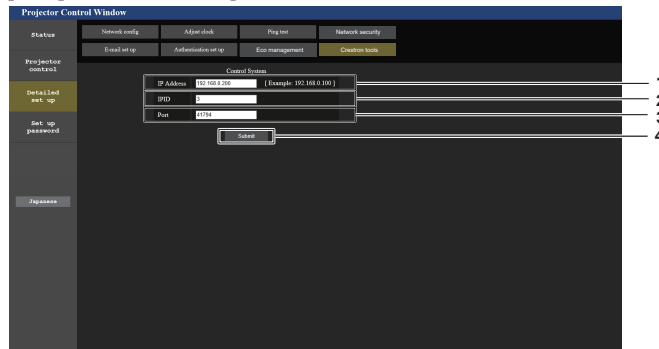 Projector Control Window
Status
Network config
Adjust clock
Ping test
Network security
E-mail set up
Authentication set up
Eco management
Crestron tools
Projector
control
Detailed
set up
Set up
password
Japanese
Control System
IP Address 192.168.0.200 [ Example: 192.168.0.100 ]
IPID 3
Port 41794
Submit
1
2
3
4